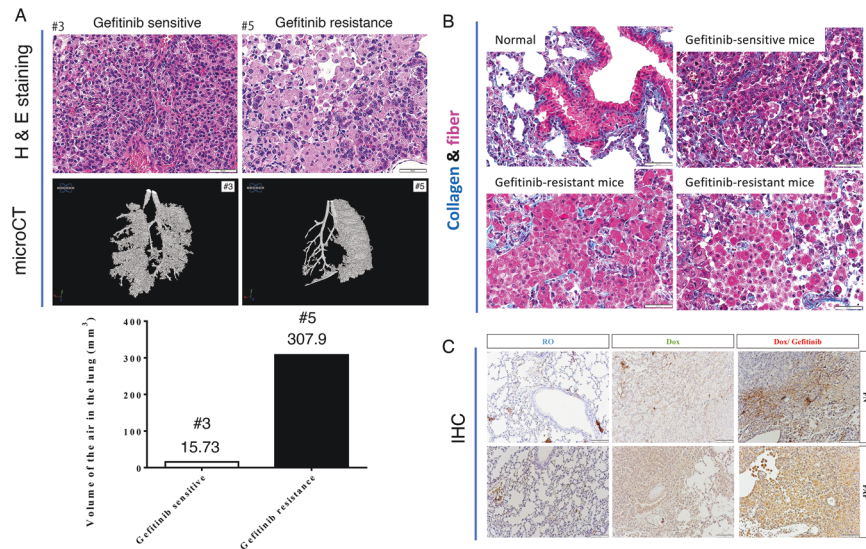 A
Gefitinib sensitive
Gefitinib resistance
#3
#5
H & E staining
microCT
#3
#5
Volume of the air in the lung (mm³)
400
300
200
100
0
#3
15.73
#5
307.9
Gefitinib sensitive
Gefitinib resistance
B
Collagen & fiber
Normal
Gefitinib-sensitive mice
Gefitinib-resistant mice
Gefitinib-resistant mice
C
IHC
RO
Dox
Dox/ Gefitinib